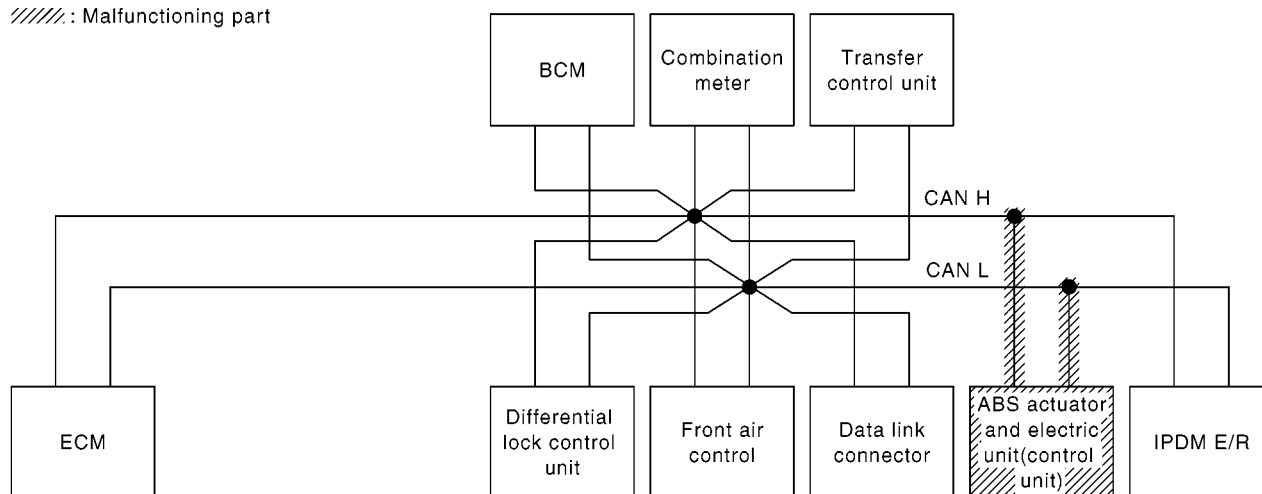 : Malfunctioning part
BCM
Combination
meter
Transfer
control unit
CAN H
CAN L
ECM
Differential
lock control
unit
Front air
control
Data link
connector
ABS actuator
and electric
unit(control
unit)
IPDM E/R